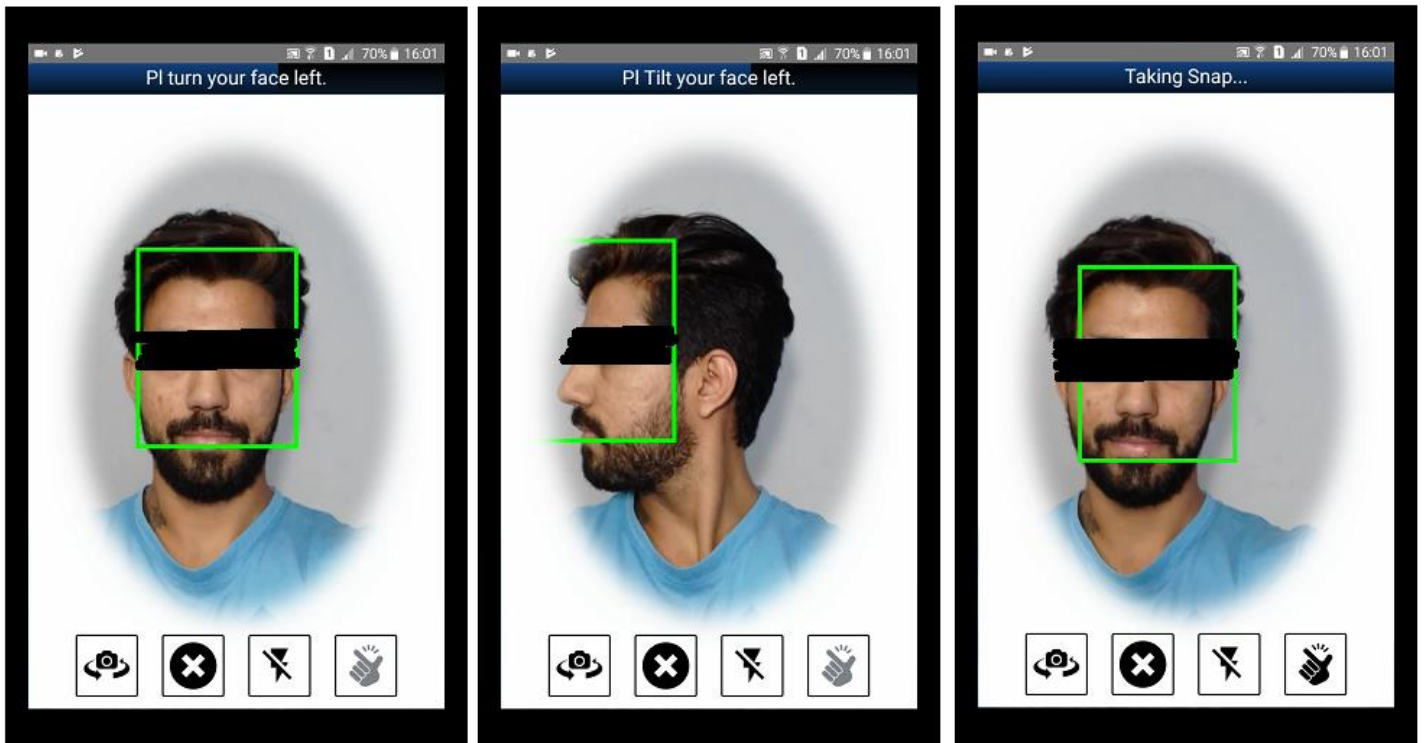 70% 16:01
Pl turn your face left.
70% 16:01
Pl Tilt your face left.
70% 16:01
Taking Snap...